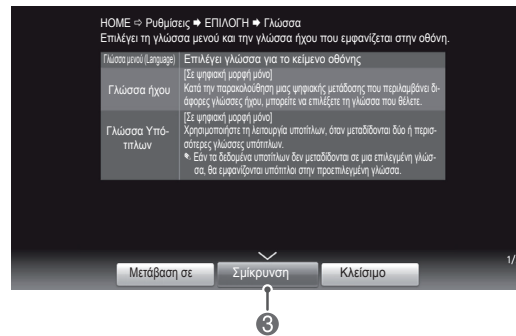 HOME ⇨ Ρυθμίσεις ➡ ΕΠΙΛΟΓΗ ➡ Γλώσσα
Επιλέγει τη γλώσσα μενού και την γλώσσα ήχου που εμφανίζεται στην οθόνη.
Γλώσσα μενού (Language) Επιλέγει γλώσσα για το κείμενο οθόνης
Γλώσσα ήχου
[Σε ψηφιακή μορφή μόνο]
Κατά την παρακολούθηση μιας ψηφιακής μετάδοσης που περιλαμβάνει δι-
άφορες γλώσσες ήχου, μπορείτε να επιλέξετε τη γλώσσα που θέλετε.
Γλώσσα Υπό-
τιτλων
[Σε ψηφιακή μορφή μόνο]
Χρησιμοποιήστε τη λειτουργία υποτίτλων, όταν μεταδίδονται δύο ή περισ-
σότερες γλώσσες υπότιτλων.
Εάν τα δεδομένα υποτίτλων δεν μεταδίδονται σε μια επιλεγμένη γλώσ-
σα, θα εμφανίζονται υπότιτλοι στην προεπιλεγμένη γλώσσα.
1/
Μετάβαση σε Σμίκρυνση Κλείσιμο
3